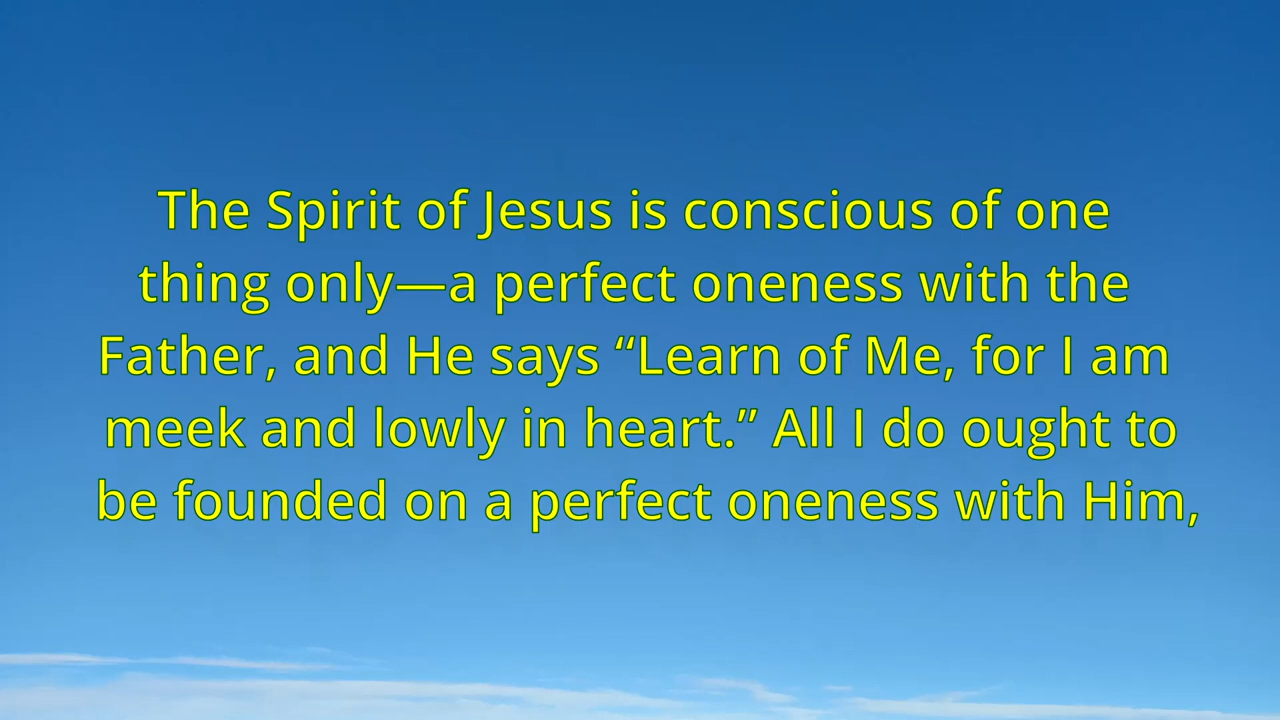 The Spirit of Jesus is conscious of one
thing only—a perfect oneness with the
Father, and He says “Learn of Me, for I am
meek and lowly in heart.” All I do ought to
be founded on a perfect oneness with Him,